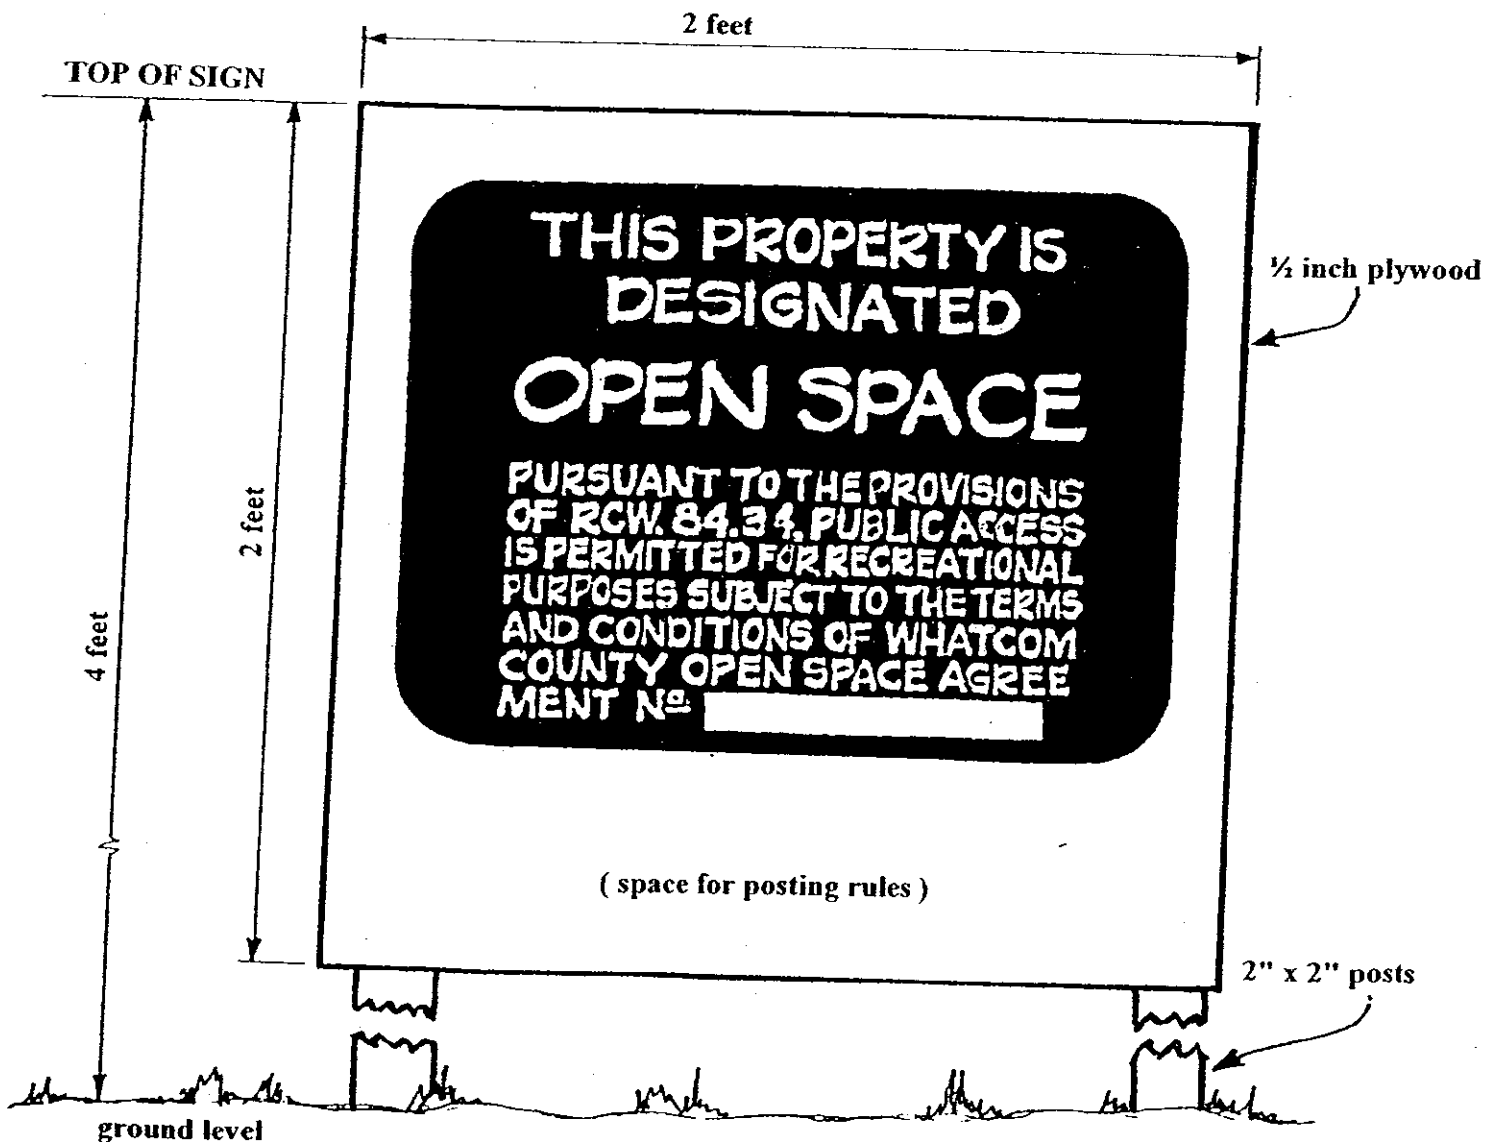 2 feet
TOP OF SIGN
THIS PROPERTY IS
DESIGNATED
OPEN SPACE
½ inch plywood
PURSUANT TO THE PROVISIONS
OF RCW. 84.34. PUBLIC ACCESS
IS PERMITTED FOR RECREATIONAL
PURPOSES SUBJECT TO THE TERMS
AND CONDITIONS OF WHATCOM
COUNTY OPEN SPACE AGREE
MENT Nº
2 feet
4 feet
( space for posting rules )
2" x 2" posts
ground level